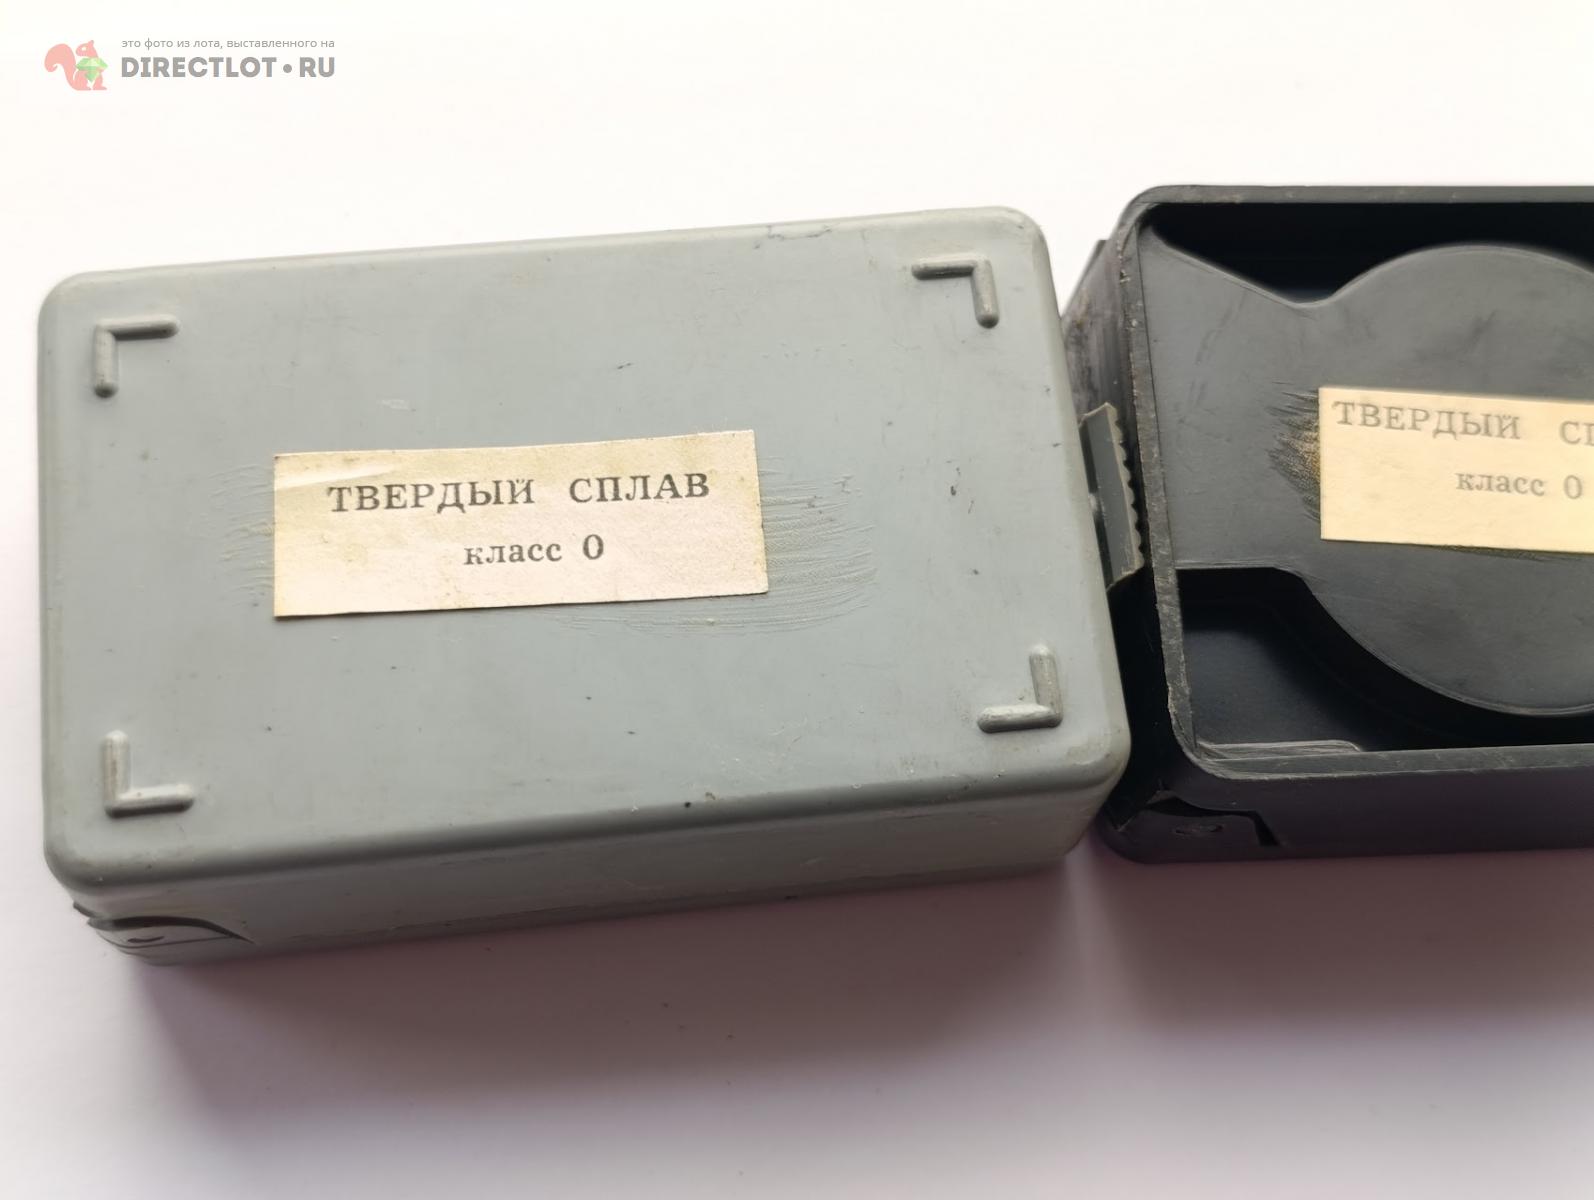 это фото из лота, выставленного на
DIRECTLOT•RU
ТВЕРДЫЙ СПЛАВ
класс 0
ТВЕРДЫЙ
класс 0